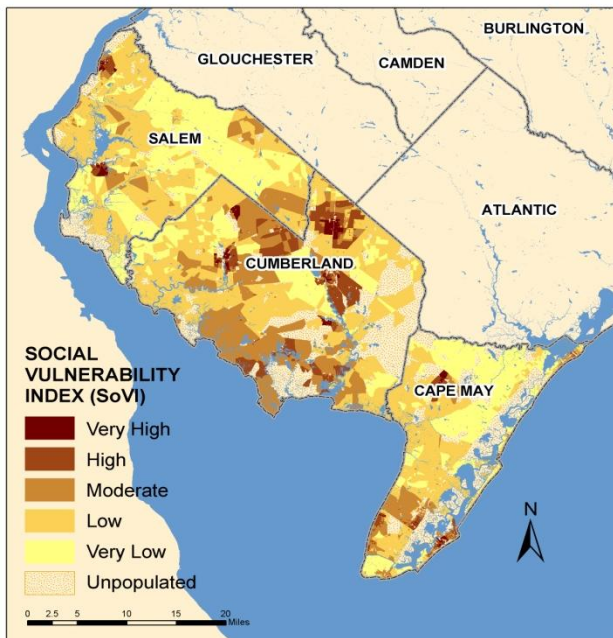 BURLINGTON
GLOUCHESTER
CAMDEN
SALEM
ATLANTIC
CUMBERLAND
CAPE MAY
SOCIAL
VULNERABILITY
INDEX (SoVI)
Very High
High
Moderate
Low
Very Low
Unpopulated
N
0 2.5 5 10 15 20
Miles